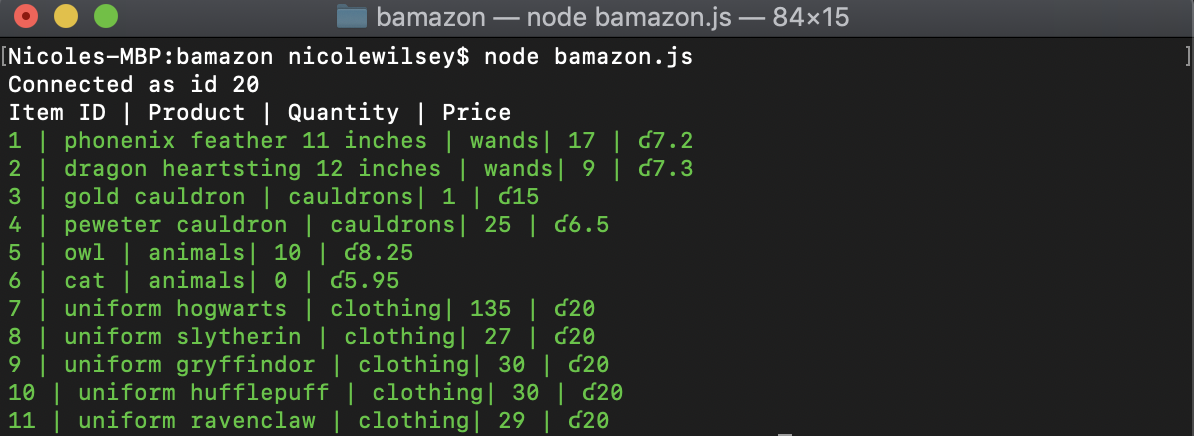 bamazon — node bamazon.js — 84×15
[Nicoles-MBP:bamazon nicolewilsey$ node bamazon.js ]
Connected as id 20
Item ID | Product | Quantity | Price
1 | phonenix feather 11 inches | wands| 17 | ʛ7.2
2 | dragon heartsting 12 inches | wands| 9 | ʛ7.3
3 | gold cauldron | cauldrons| 1 | ʛ15
4 | peweter cauldron | cauldrons| 25 | ʛ6.5
5 | owl | animals| 10 | ʛ8.25
6 | cat | animals| 0 | ʛ5.95
7 | uniform hogwarts | clothing| 135 | ʛ20
8 | uniform slytherin | clothing| 27 | ʛ20
9 | uniform gryffindor | clothing| 30 | ʛ20
10 | uniform hufflepuff | clothing| 30 | ʛ20
11 | uniform ravenclaw | clothing| 29 | ʛ20